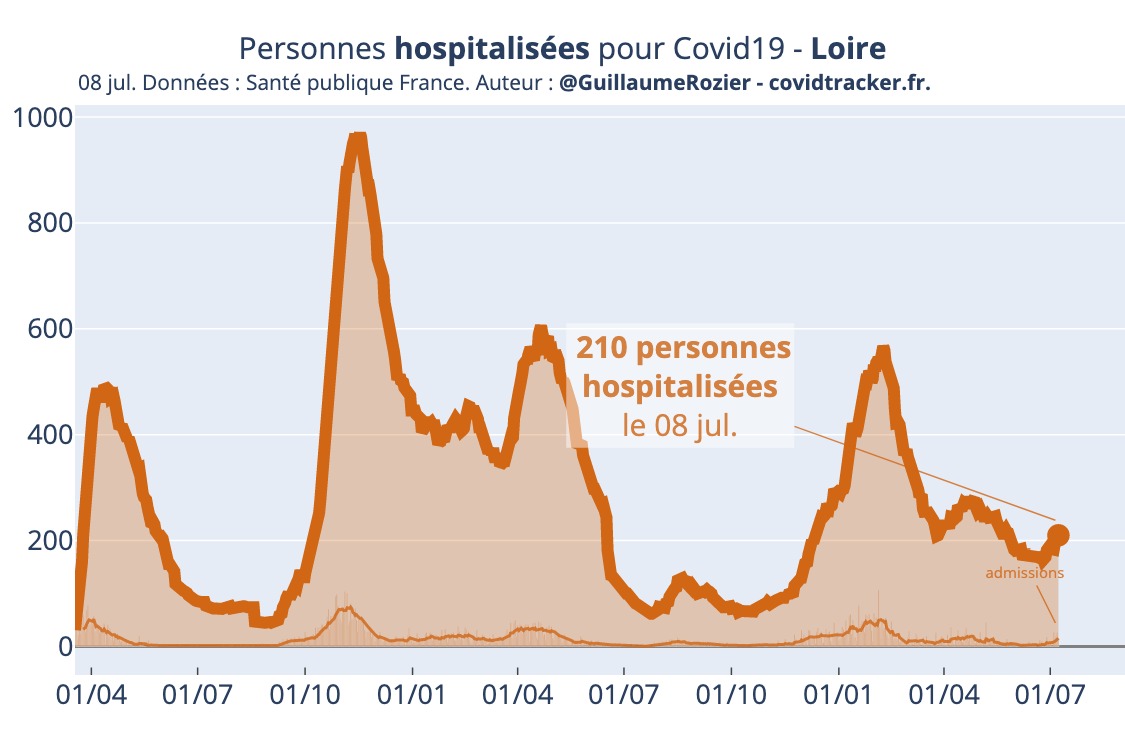 Personnes hospitalisées pour Covid19 - Loire
08 jul. Données : Santé publique France. Auteur : @GuillaumeRozier - covidtracker.fr.
1000
800
600
400
200
0
210 personnes
hospitalisées
le 08 jul.
admissions
01/04 01/07 01/10 01/01 01/04 01/07 01/10 01/01 01/04 01/07